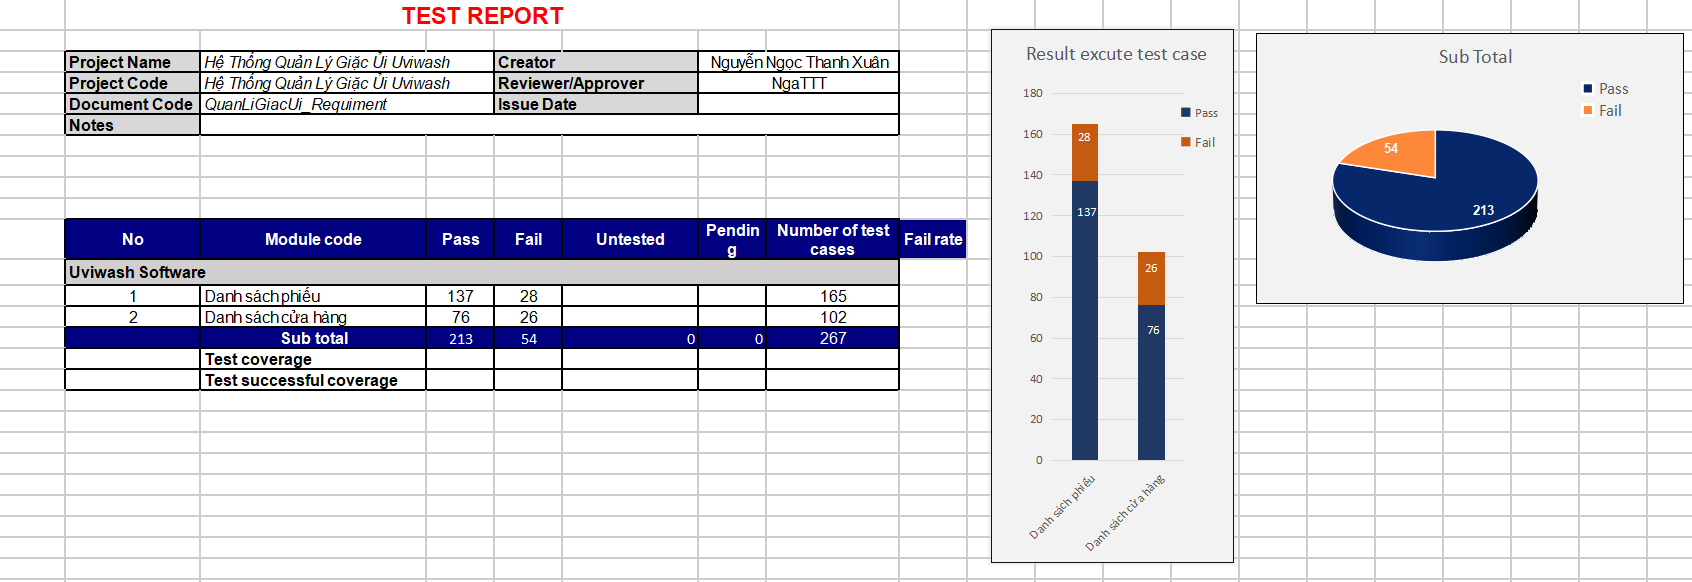 TEST REPORT
Project Name Hệ Thống Quản Lý Giặc Ủi Uviwash Creator Nguyễn Ngọc Thanh Xuân
Project Code Hệ Thống Quản Lý Giặc Ủi Uviwash Reviewer/Approver NgaTTT
Document Code QuanLiGiacUi_Requiment Issue Date
Notes
No Module code Pass Fail Untested Pendin
g Number of test
cases Fail rate
Uviwash Software
1 Danh sách phiếu 137 28 165
2 Danh sách cửa hàng 76 26 102
Sub total 213 54 0 0 267
Test coverage
Test successful coverage
Result excute test case
180
160
140
120
100
80
60
40
20
0
28
137
26
76
Pass
Fail
Danh sách phiếu
Danh sách cửa hàng
Sub Total
Pass
Fail
54
213